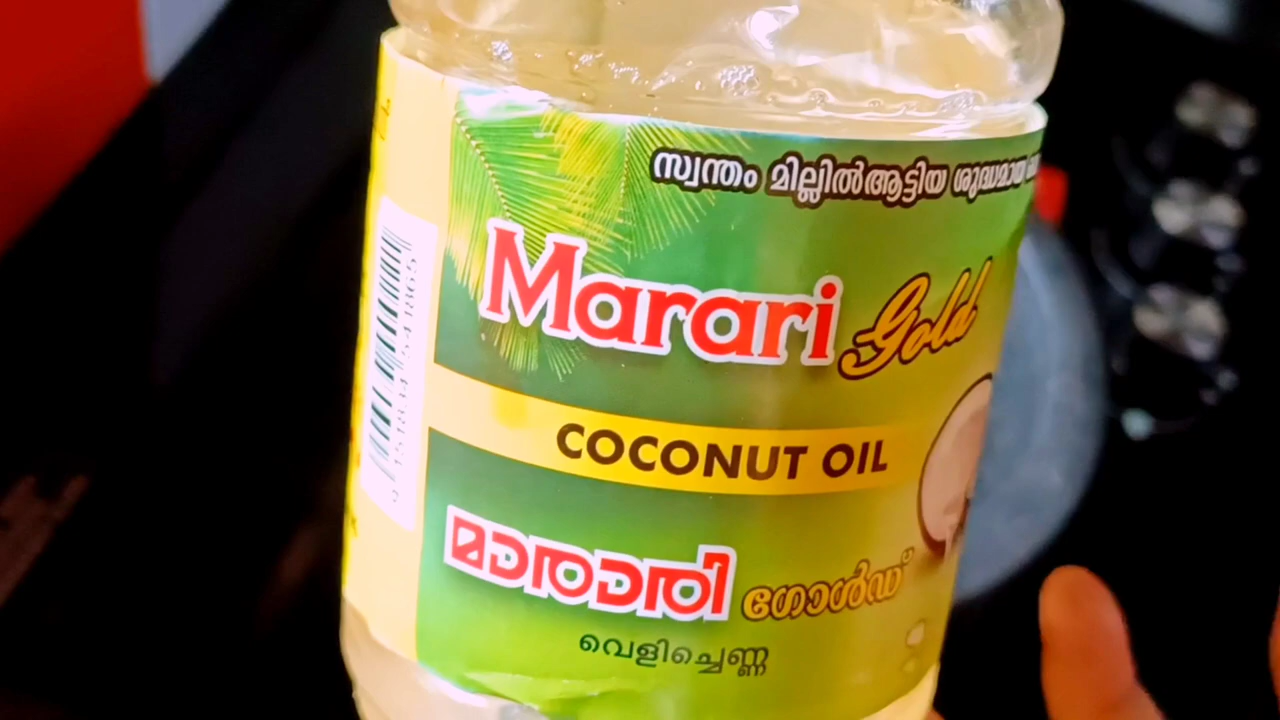 സ്വന്തം മില്ലിൽആട്ടിയ ശുദ്ധമായ
Marari Gold
COCONUT OIL
മാരാരി ഗോൾഡ്
വെളിച്ചെണ്ണ